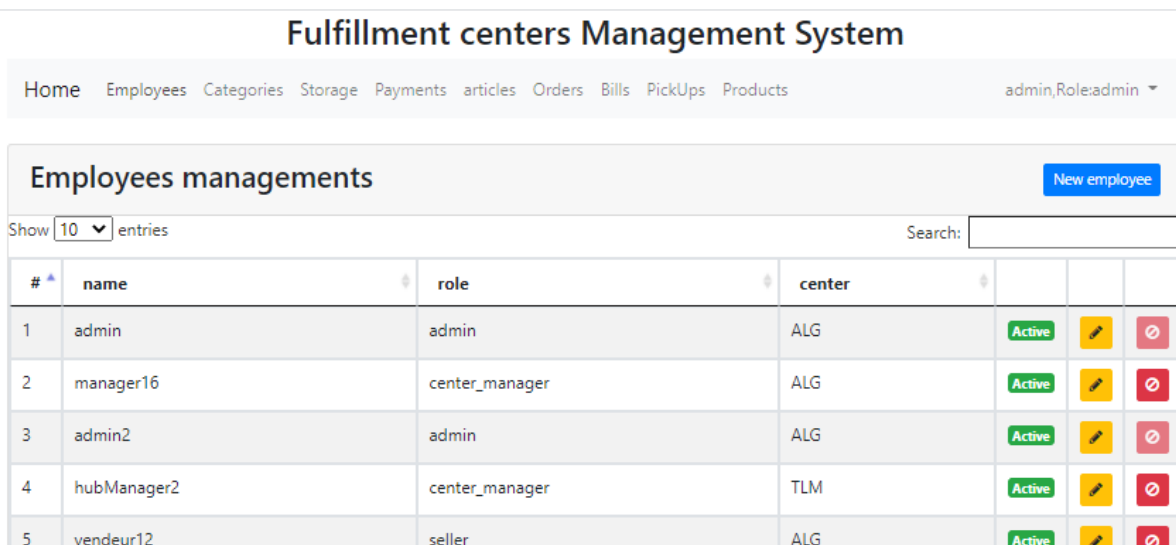 Fulfillment centers Management System
Home Employees Categories Storage Payments articles Orders Bills PickUps Products admin,Role:admin
Employees managements New employee
Show 10 entries Search:
# name role center
1 admin admin ALG Active
2 manager16 center_manager ALG Active
3 admin2 admin ALG Active
4 hubManager2 center_manager TLM Active
5 vendeur12 seller ALG Active